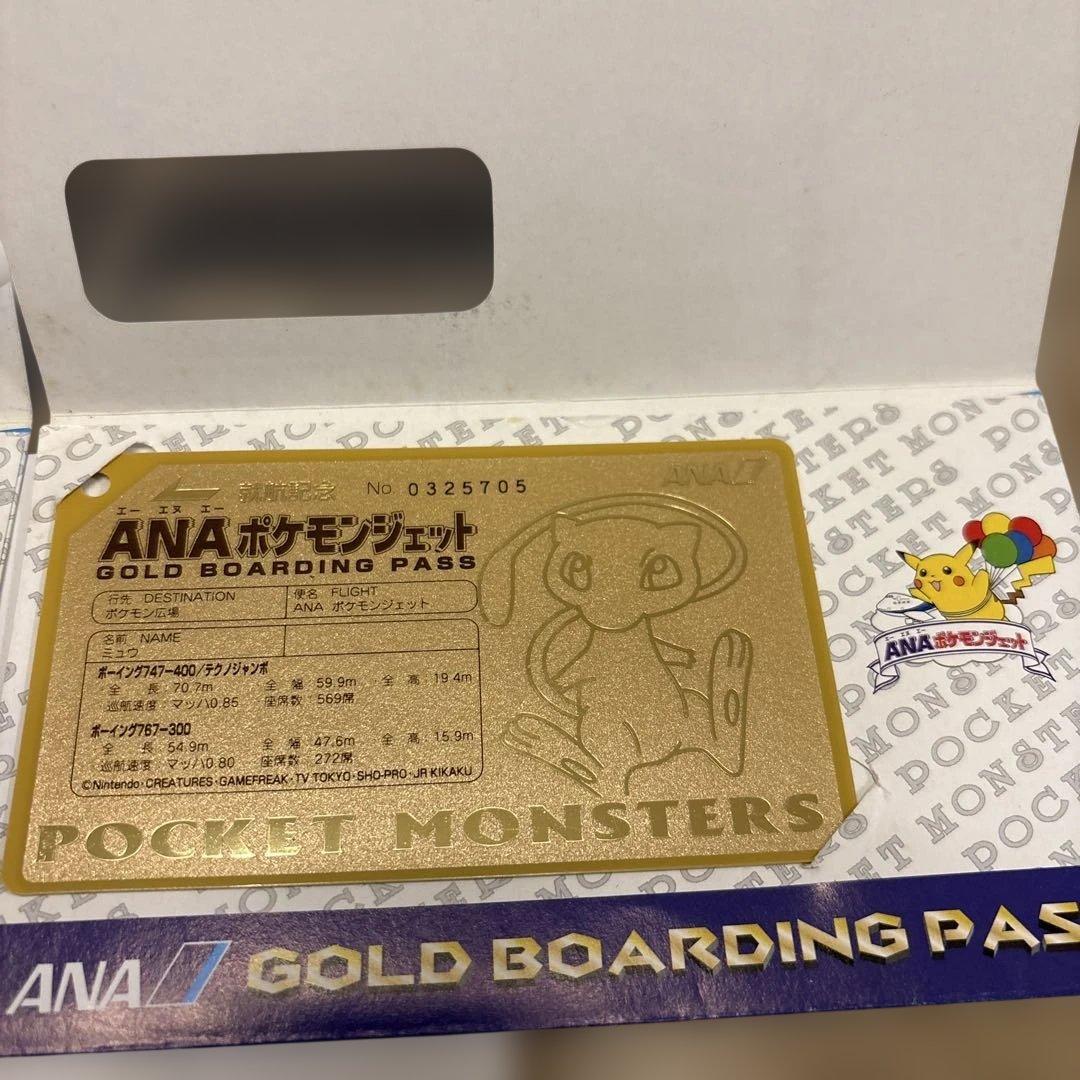 就航記念 No. 0325705
ANA
エー エヌ エー
ANAポケモンジェット
GOLD BOARDING PASS
行先 DESTINATION
ポケモン広場
便名 FLIGHT
ANA ポケモンジェット
名前 NAME
ミュウ
ボーイング747-400/テクノジャンボ
全 長 70.7m 全 幅 59.9m 全 高 19.4m
巡航速度:マッハ0.85 座席数 569席
ボーイング767-300
全 長 54.9m 全 幅 47.6m 全 高 15.9m
巡航速度 マッハ0.80 座席数 272席
©Nintendo・CREATURES・GAMEFREAK・TV TOKYO・SHO-PRO・JR KIKAKU
POCKET MONSTERS
エー エヌ エー
ANAポケモンジェット
POCKET MONSTERS
ANA GOLD BOARDING PAS